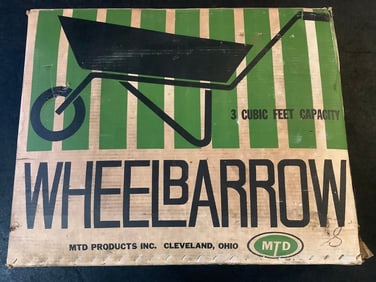 3 CUBIC FEET CAPACITY
WHEELBARROW
MTD PRODUCTS INC. CLEVELAND, OHIO
MTD